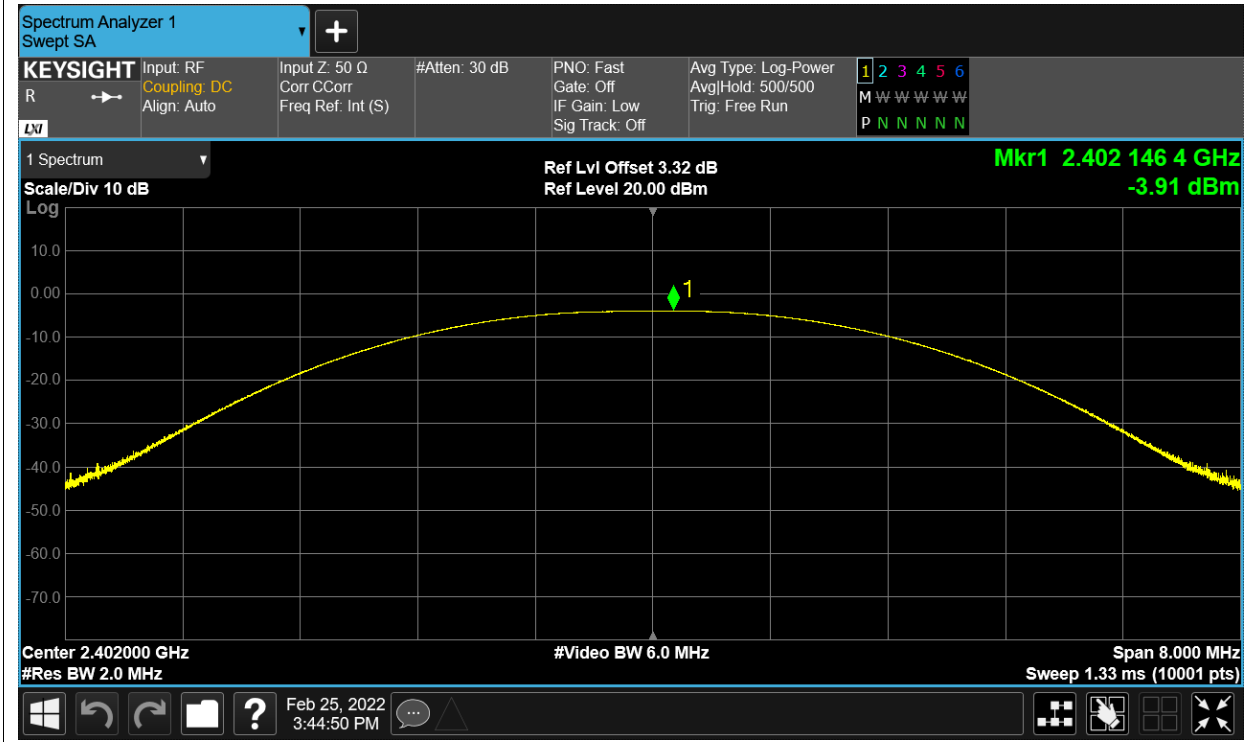 Spectrum Analyzer 1
Swept SA
+
KEYSIGHT
R
LXI
Input: RF
Coupling: DC
Align: Auto
Input Z: 50 Ω
Corr CCorr
Freq Ref: Int (S)
#Atten: 30 dB
PNO: Fast
Gate: Off
IF Gain: Low
Sig Track: Off
Avg Type: Log-Power
Avg|Hold: 500/500
Trig: Free Run
1 2 3 4 5 6
M W W W W W W
P N N N N N N
1 Spectrum
Scale/Div 10 dB
Log
Ref Lvl Offset 3.32 dB
Ref Level 20.00 dBm
Mkr1 2.402 146 4 GHz
-3.91 dBm
10.0
0.00
1
-10.0
-20.0
-30.0
-40.0
-50.0
-60.0
-70.0
Center 2.402000 GHz
#Video BW 6.0 MHz
Span 8.000 MHz
#Res BW 2.0 MHz
Sweep 1.33 ms (10001 pts)
?
Feb 25, 2022
3:44:50 PM